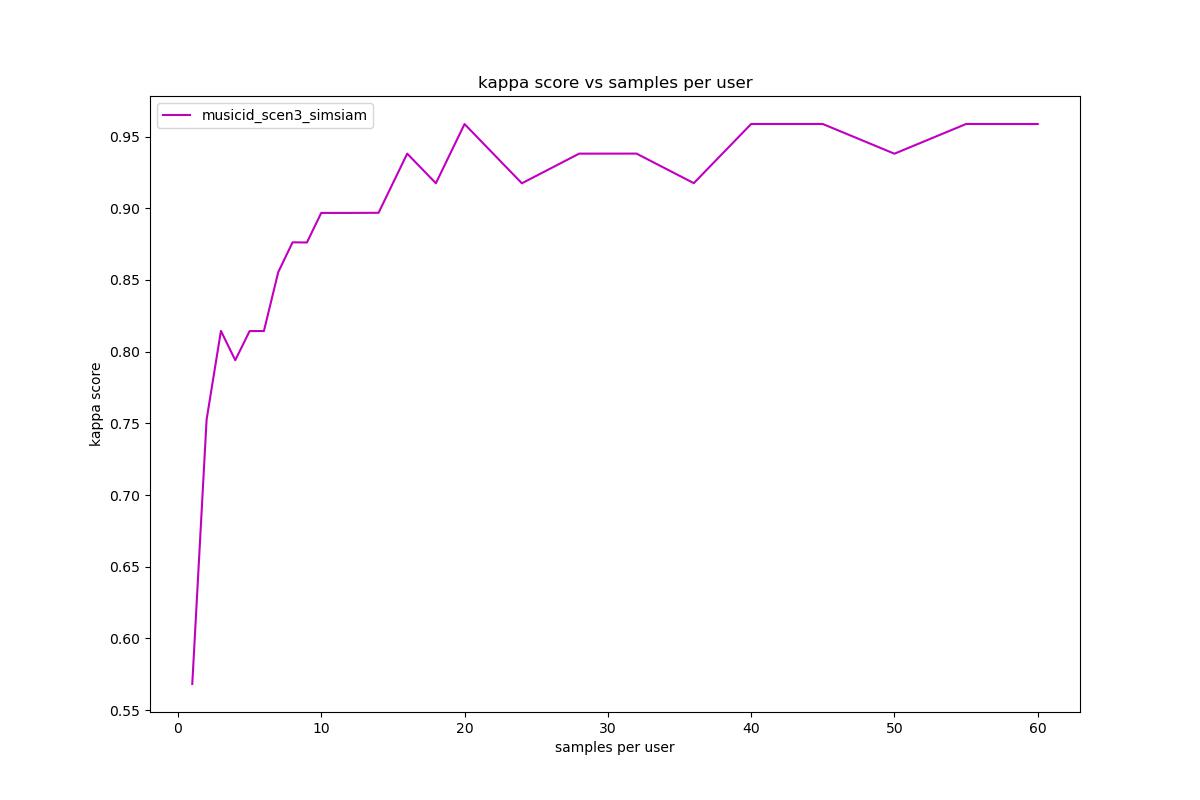 kappa score vs samples per user
musicid_scen3_simsiam
kappa score
0.95
0.90
0.85
0.80
0.75
0.70
0.65
0.60
0.55
0 10 20 30 40 50 60
samples per user